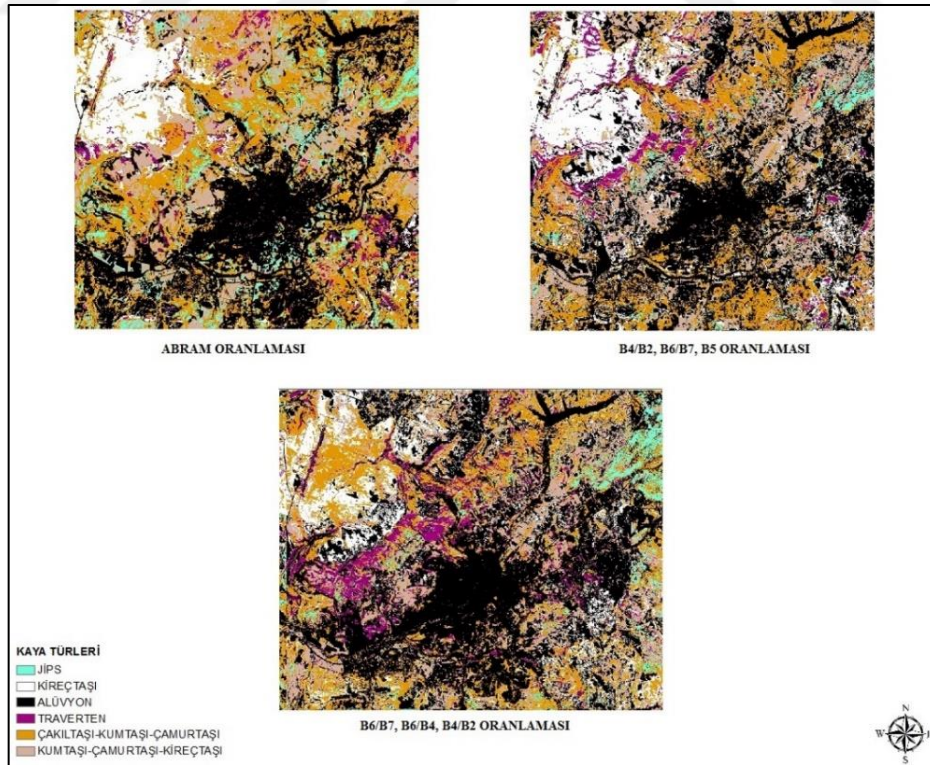 ABRAM ORANLAMASI
B4/B2, B6/B7, B5 ORANLAMASI
B6/B7, B6/B4, B4/B2 ORANLAMASI
KAYA TÜRLERİ
JİPS
KİREÇTAŞI
ALÜVYON
TRAVERTEN
ÇAKILTAŞI-KUMTAŞI-ÇAMURTAŞI
KUMTAŞI-ÇAMURTAŞI-KİREÇTAŞI
N
W
S